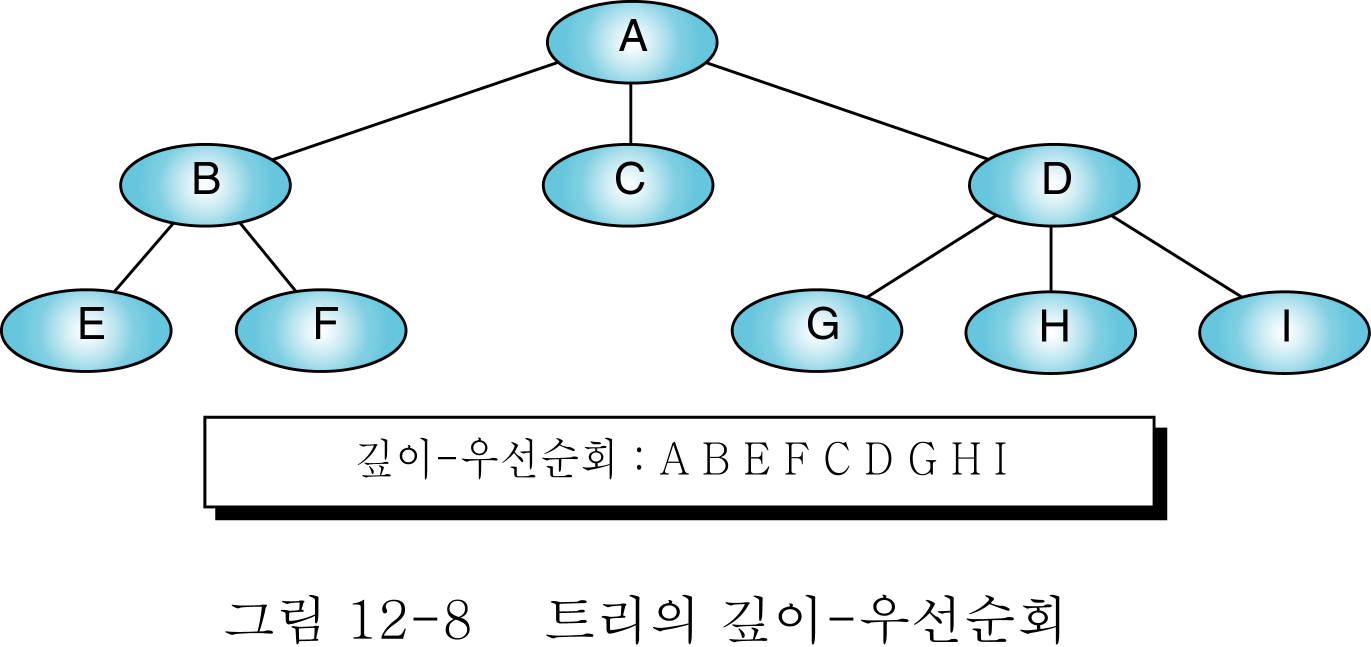 A
B C D
E F G H I
깊이-우선순회 : A B E F C D G H I
그림 12-8 트리의 깊이-우선순회